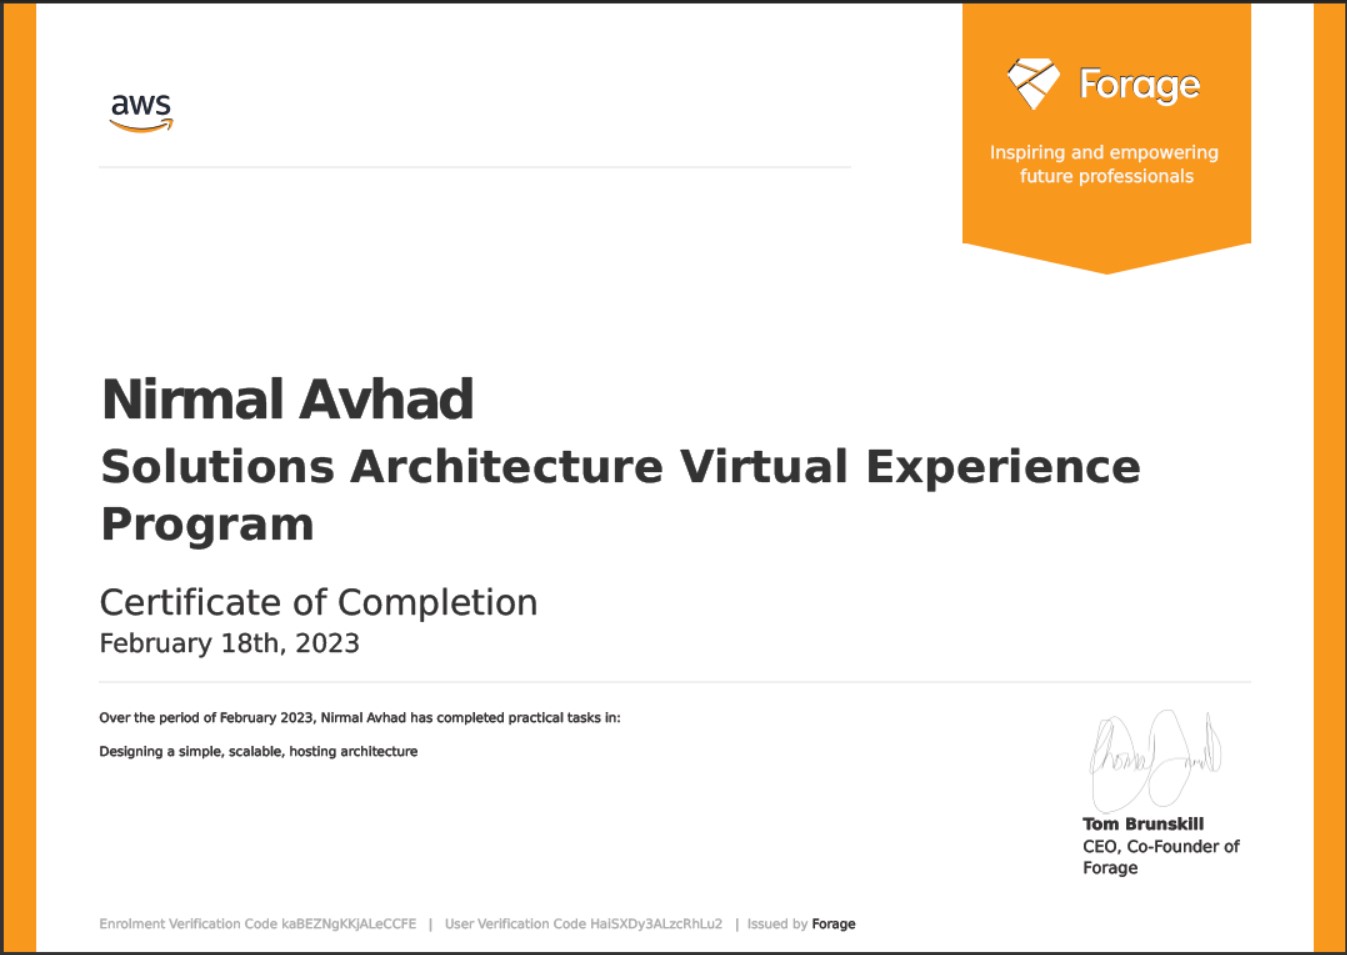 aws
Forage
Inspiring and empowering
future professionals
Nirmal Avhad
Solutions Architecture Virtual Experience
Program
Certificate of Completion
February 18th, 2023
Over the period of February 2023, Nirmal Avhad has completed practical tasks in:
Designing a simple, scalable, hosting architecture
Tom Brunskill
CEO, Co-Founder of
Forage
Enrolment Verification Code kaBEZNgKKjALeCCFE | User Verification Code HaiSXDy3ALzcRhLu2 | Issued by Forage